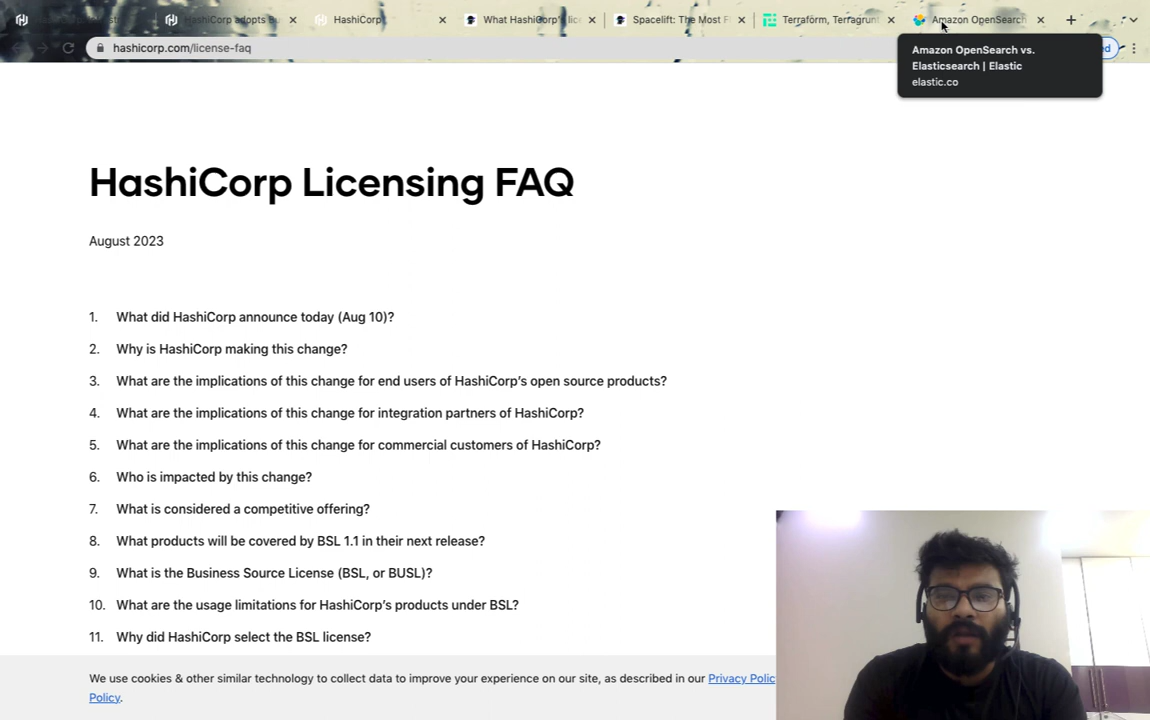 HashiCorp adopts Bu
HashiCorp
What HashiCorp's lic
Spacelift: The Most F
Terraform, Terragrunt
Amazon OpenSearch
hashicorp.com/license-faq
ed
Amazon OpenSearch vs.
Elasticsearch | Elastic
elastic.co
HashiCorp Licensing FAQ
August 2023
1. What did HashiCorp announce today (Aug 10)?
2. Why is HashiCorp making this change?
3. What are the implications of this change for end users of HashiCorp's open source products?
4. What are the implications of this change for integration partners of HashiCorp?
5. What are the implications of this change for commercial customers of HashiCorp?
6. Who is impacted by this change?
7. What is considered a competitive offering?
8. What products will be covered by BSL 1.1 in their next release?
9. What is the Business Source License (BSL, or BUSL)?
10. What are the usage limitations for HashiCorp's products under BSL?
11. Why did HashiCorp select the BSL license?
We use cookies & other similar technology to collect data to improve your experience on our site, as described in our Privacy Polic
Policy.